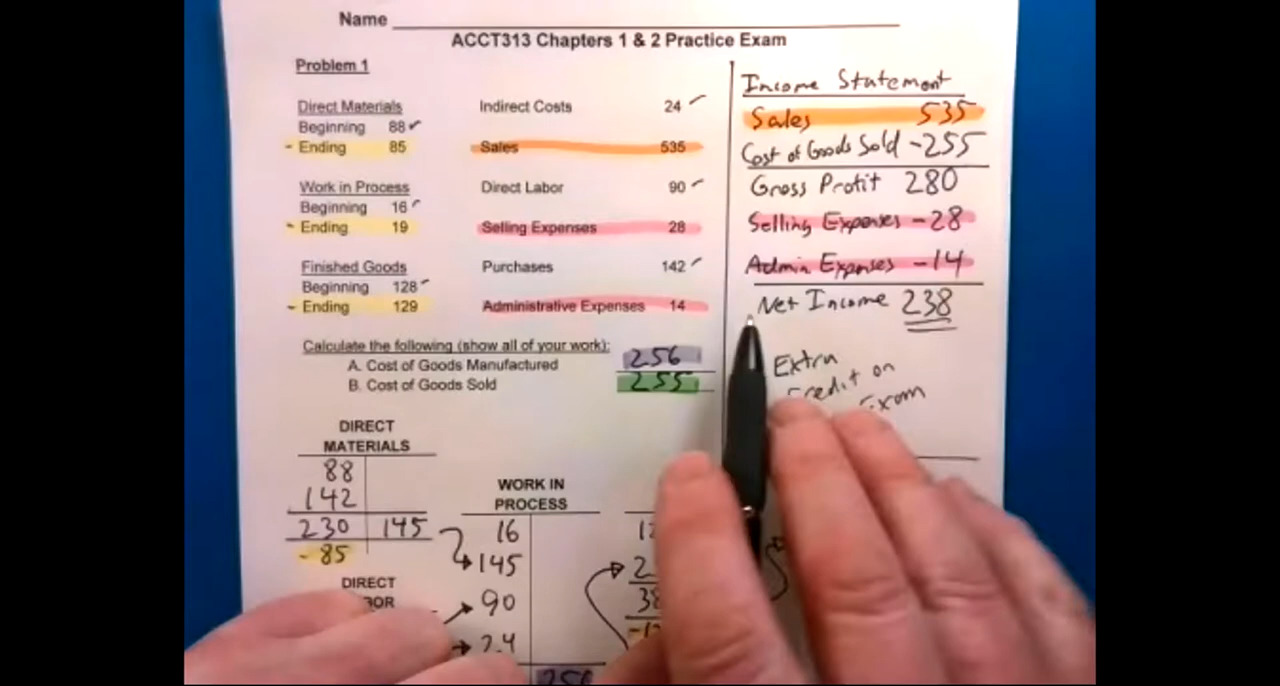 Name
ACCT313 Chapters 1 & 2 Practice Exam
Problem 1
Direct Materials
Beginning 88
- Ending 85
Work in Process
Beginning 16
- Ending 19
Finished Goods
Beginning 128
- Ending 129
Indirect Costs 24
Sales 535
Direct Labor 90
Selling Expenses 28
Purchases 142
Administrative Expenses 14
Calculate the following (show all of your work):
A. Cost of Goods Manufactured 256
B. Cost of Goods Sold 255
Income Statement
Sales 535
Cost of Goods Sold -255
Gross Profit 280
Selling Expenses -28
Admin Expenses -14
Net Income 238
Extra
Credit on
Exam
DIRECT
MATERIALS
88
142
230 145
- 85
DIRECT
WORK IN
PROCESS
16
145
90
24
256